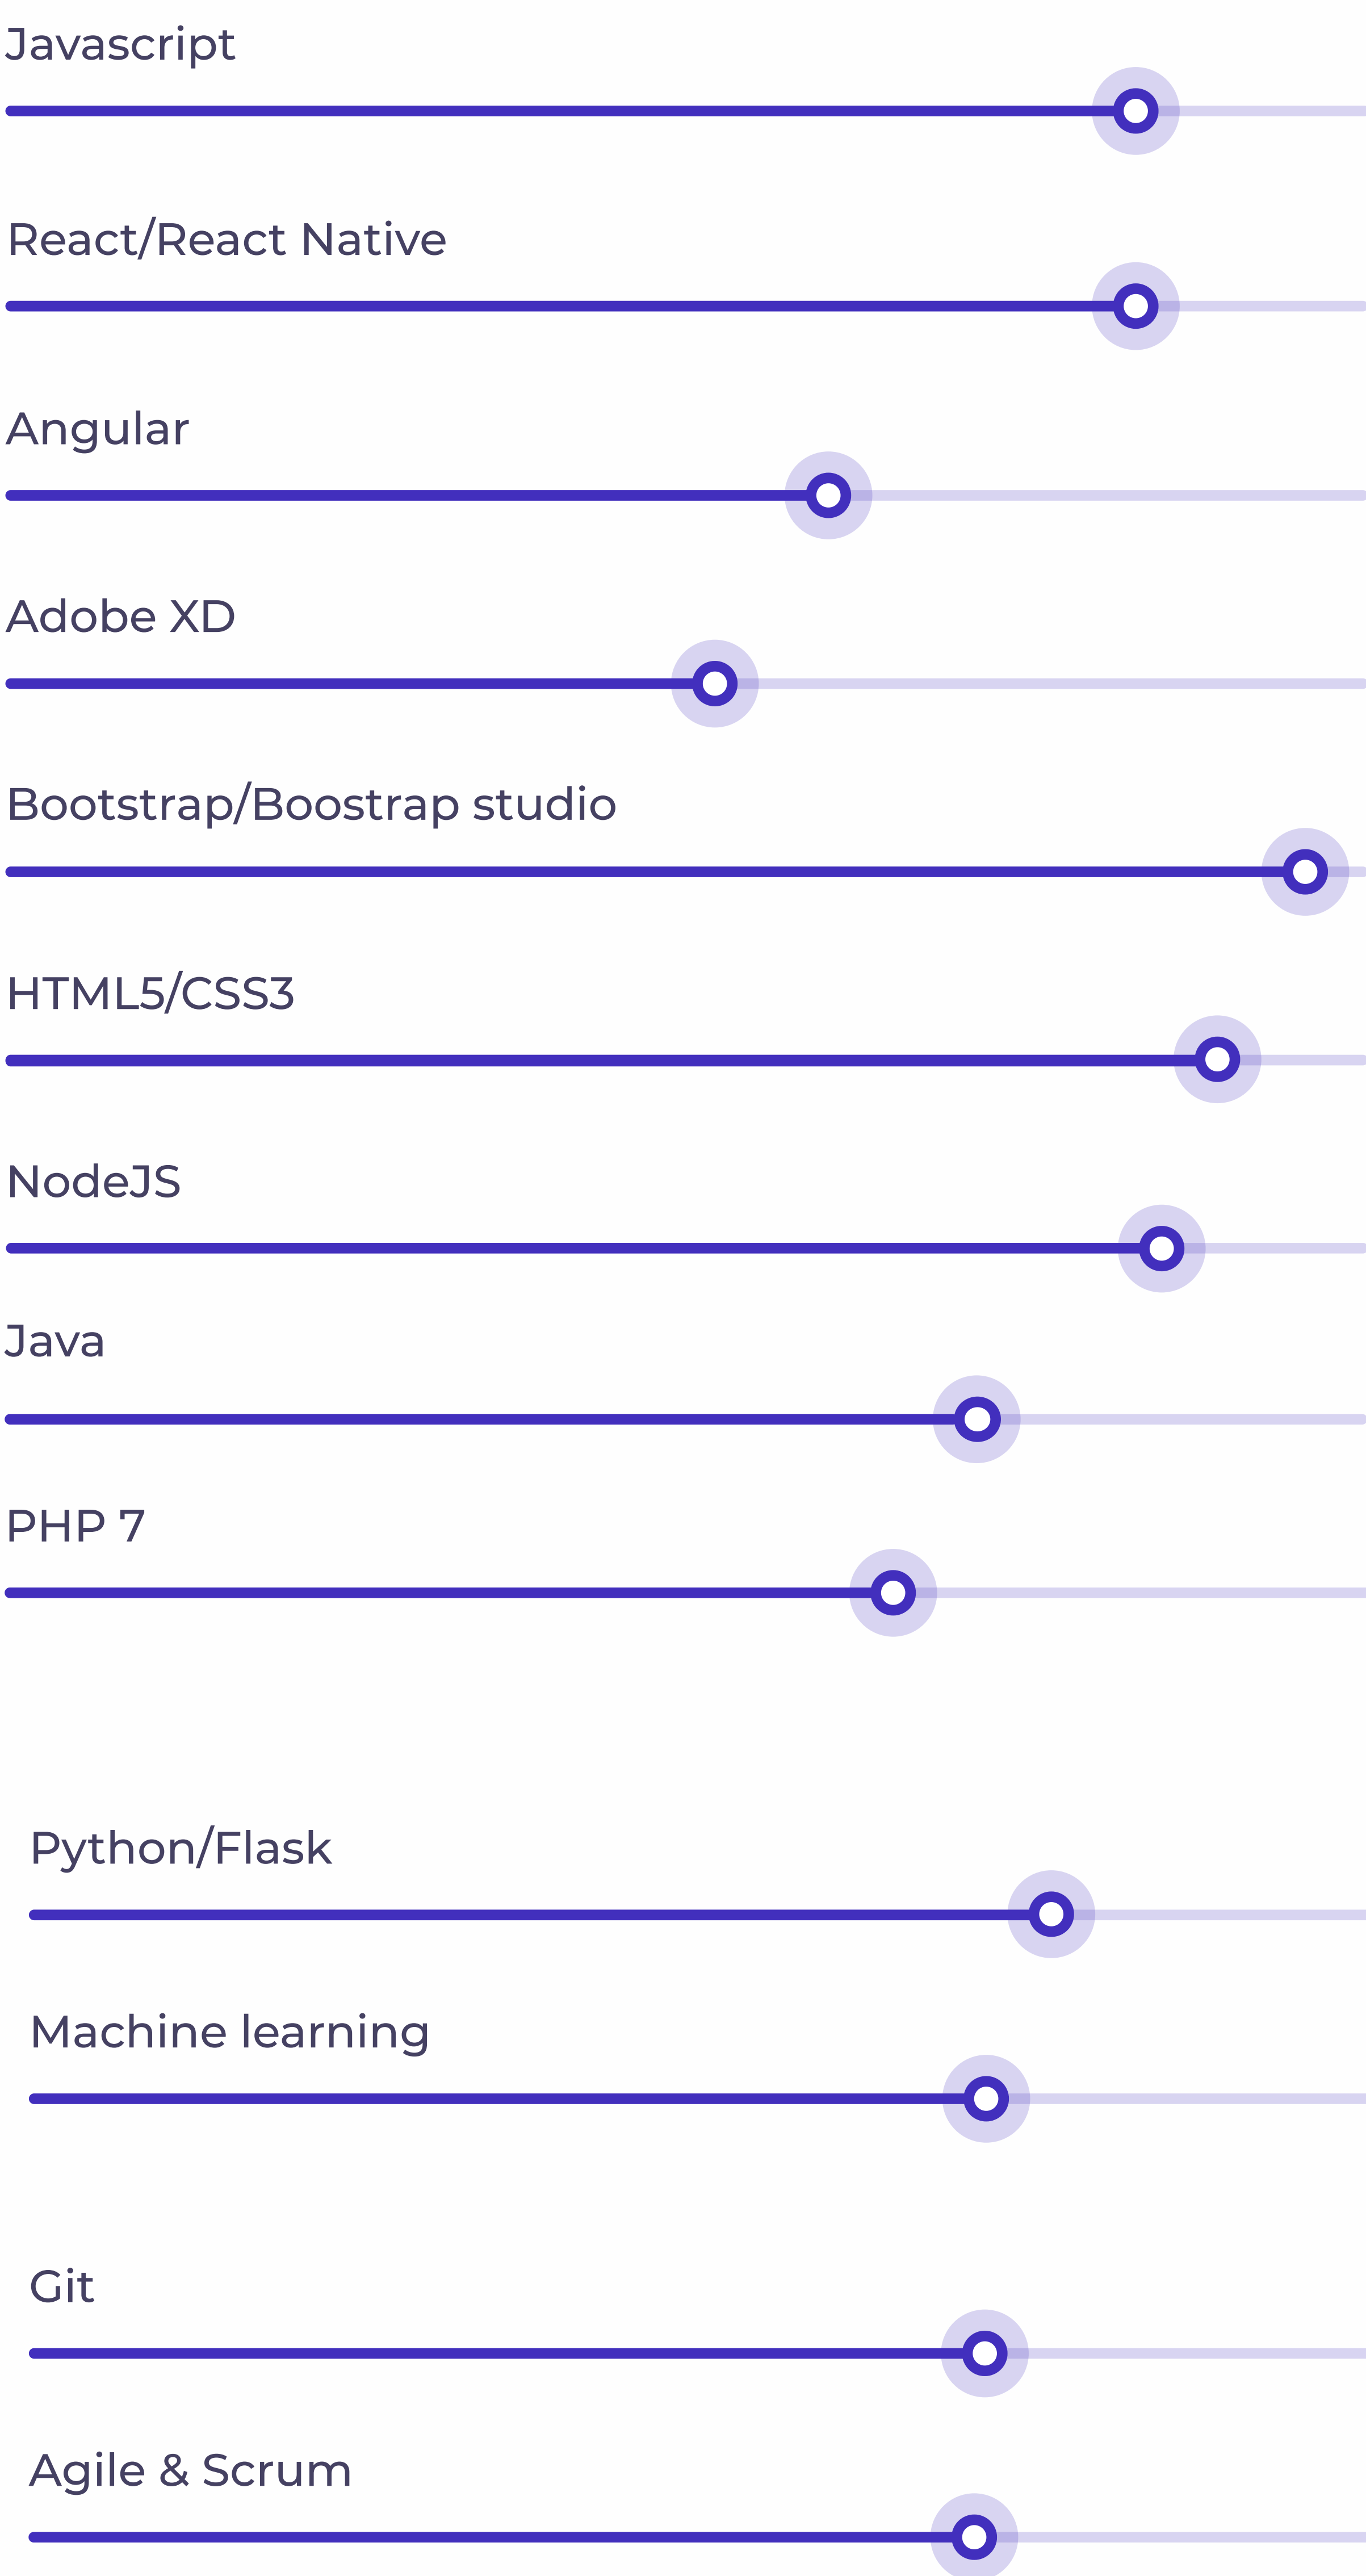 Javascript
React/React Native
Angular
Adobe XD
Bootstrap/Boostrap studio
HTML5/CSS3
NodeJS
Java
PHP 7
Python/Flask
Machine learning
Git
Agile & Scrum